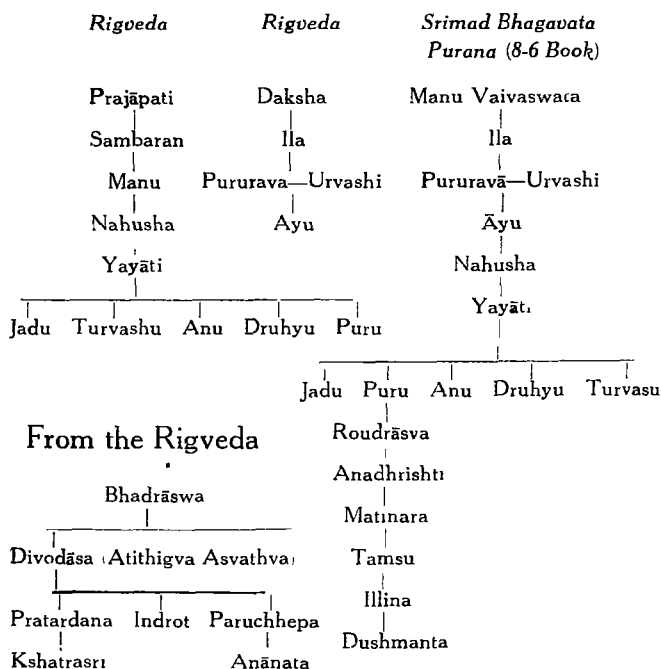 Rigveda Rigveda Srimad Bhagavata
Purana (8-6 Book)
Prajāpati Daksha Manu Vaivaswata
Sambaran Ila Ila
Manu Pururava—Urvashi Pururavā—Urvashi
Nahusha Ayu Āyu
Yayāti Nahusha
Yayāti
Jadu Turvashu Anu Druhyu Puru
Jadu Puru Anu Druhyu Turvasu
From the Rigveda
Roudrāsva
Anadhrishti
Bhadrāswa
Matinara
Divodāsa (Atithigva Asvathva) Tamsu
Illina
Pratardana Indrot Paruchhepa
Dushmanta
Kshatrasri Anānata